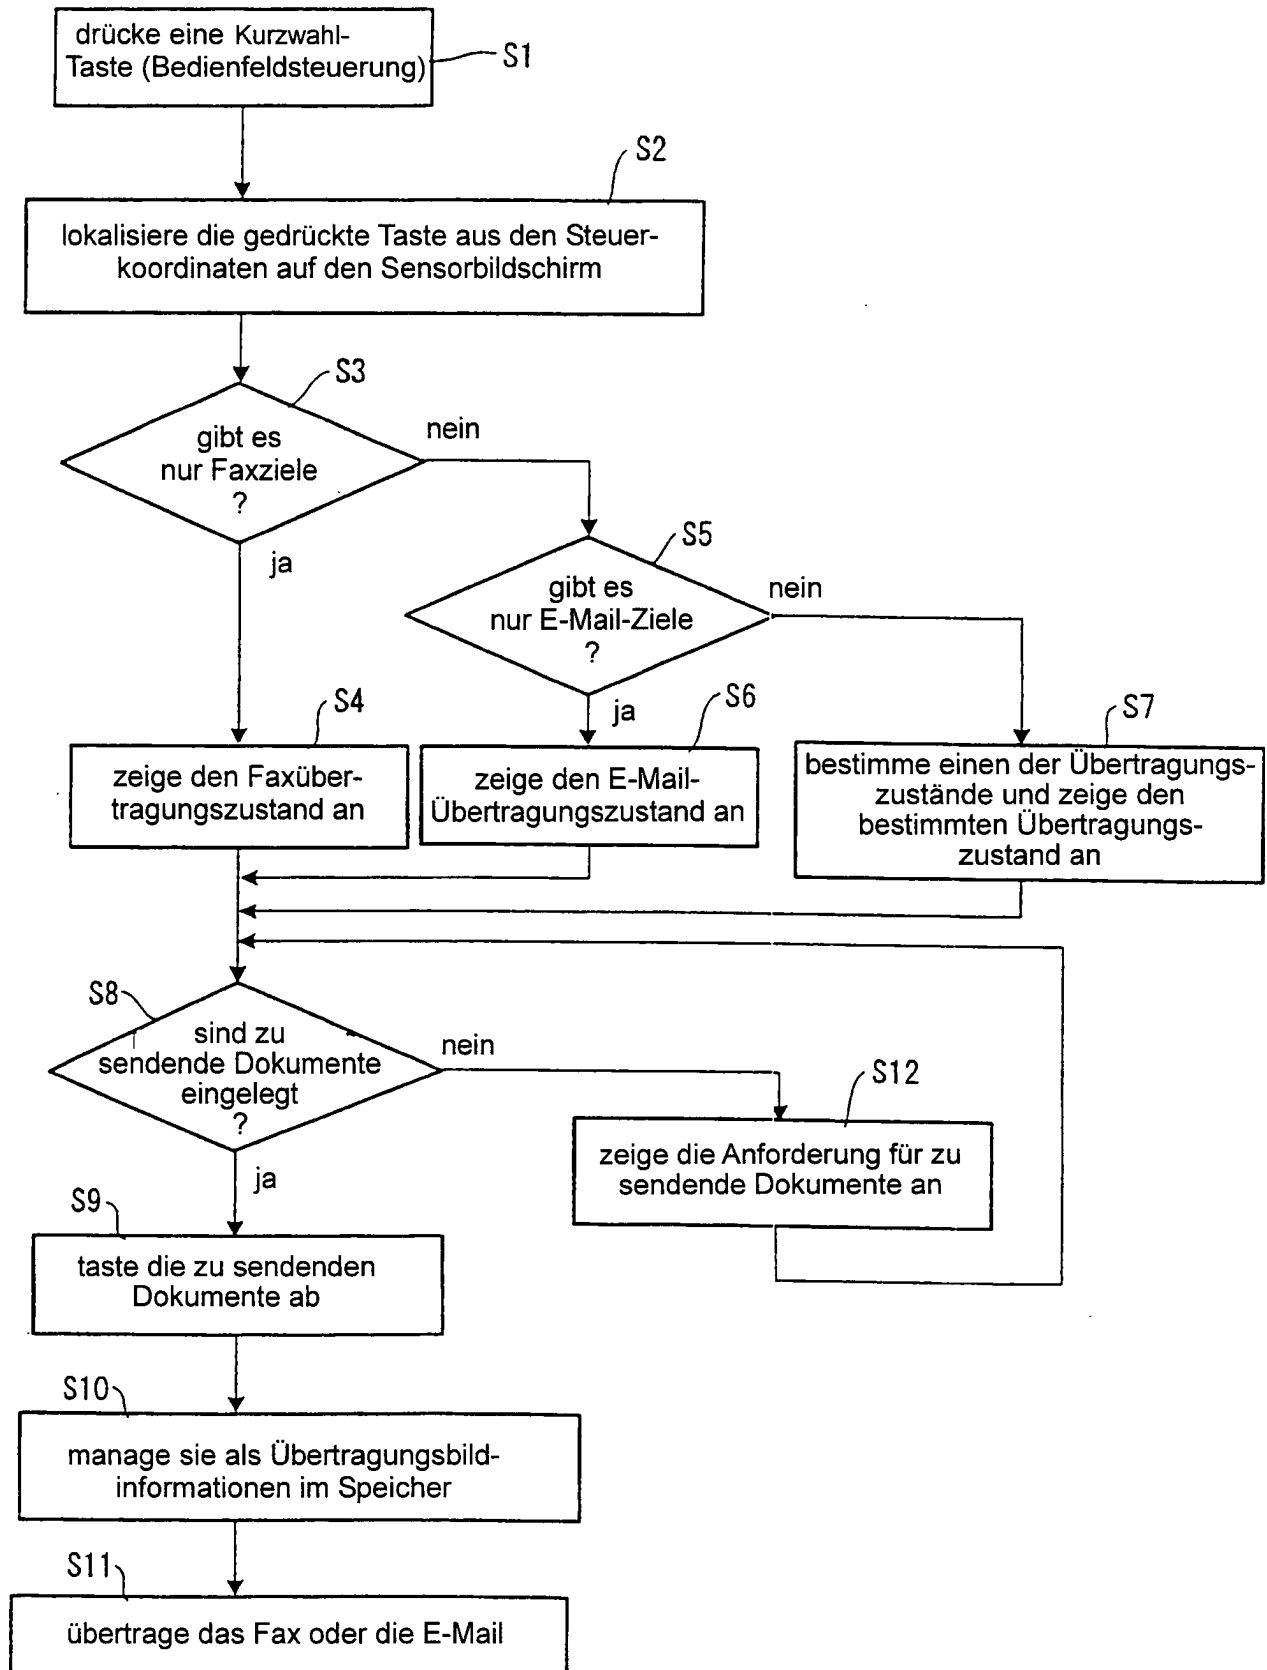 drücke eine Kurzwahl-
Taste (Bedienfeldsteuerung)
S1
S2
lokalisiere die gedrückte Taste aus den Steuer-
koordinaten auf den Sensorbildschirm
S3
gibt es
nur Faxziele
?
nein
ja
S5
gibt es
nur E-Mail-Ziele
?
nein
ja
S4
zeige den Faxüber-
tragungszustand an
S6
zeige den E-Mail-
Übertragungszustand an
S7
bestimme einen der Übertragungs-
zustände und zeige den
bestimmten Übertragungs-
zustand an
S8
sind zu
sendende Dokumente
eingelegt
?
nein
ja
S12
zeige die Anforderung für zu
sendende Dokumente an
S9
taste die zu sendenden
Dokumente ab
S10
manage sie als Übertragungsbild-
informationen im Speicher
S11
übertrage das Fax oder die E-Mail